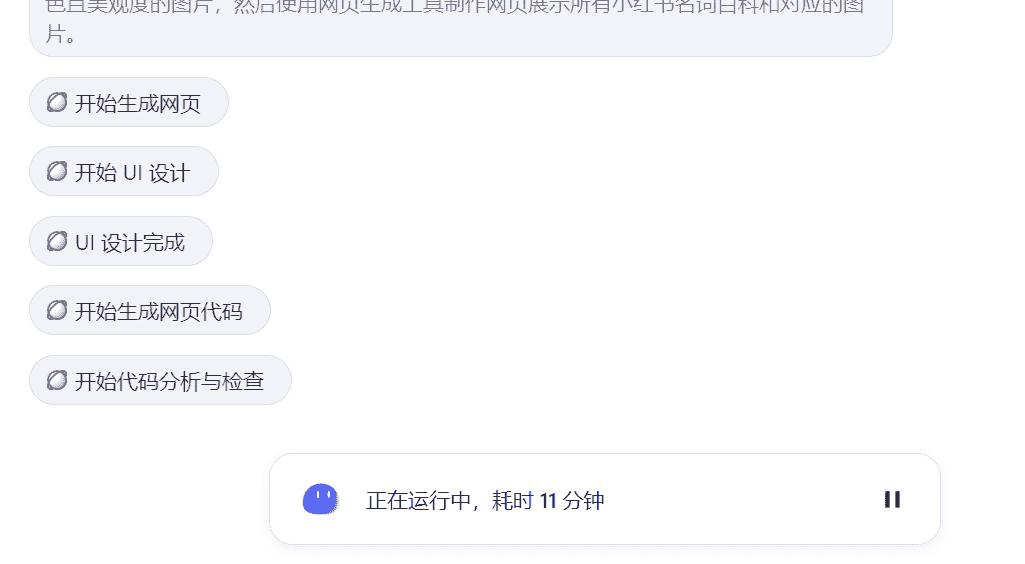 色且美观度的图片，然后使用网页生成工具制作网页展示所有小红书名词百科和对应的图
片。
开始生成网页
开始 UI 设计
UI 设计完成
开始生成网页代码
开始代码分析与检查
正在运行中，耗时 11 分钟